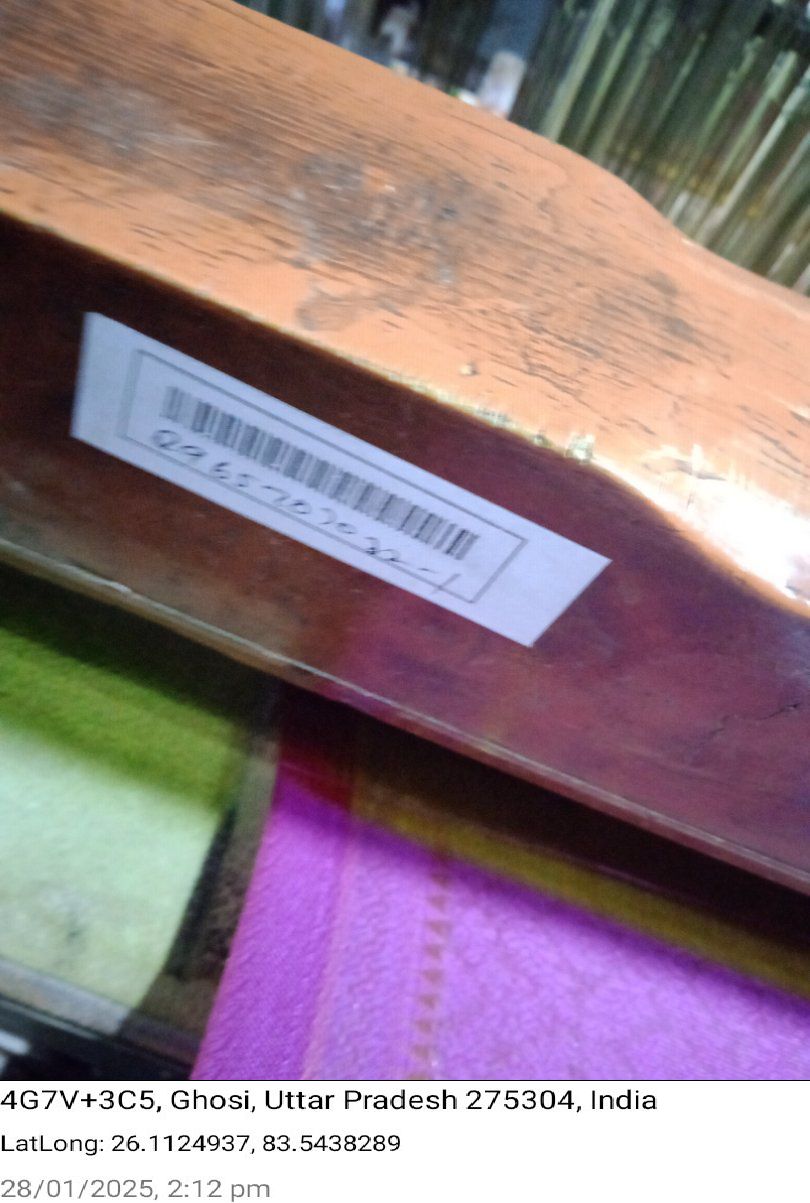 4G7V+3C5, Ghosi, Uttar Pradesh 275304, India
LatLong: 26.1124937, 83.5438289
28/01/2025, 2:12 pm